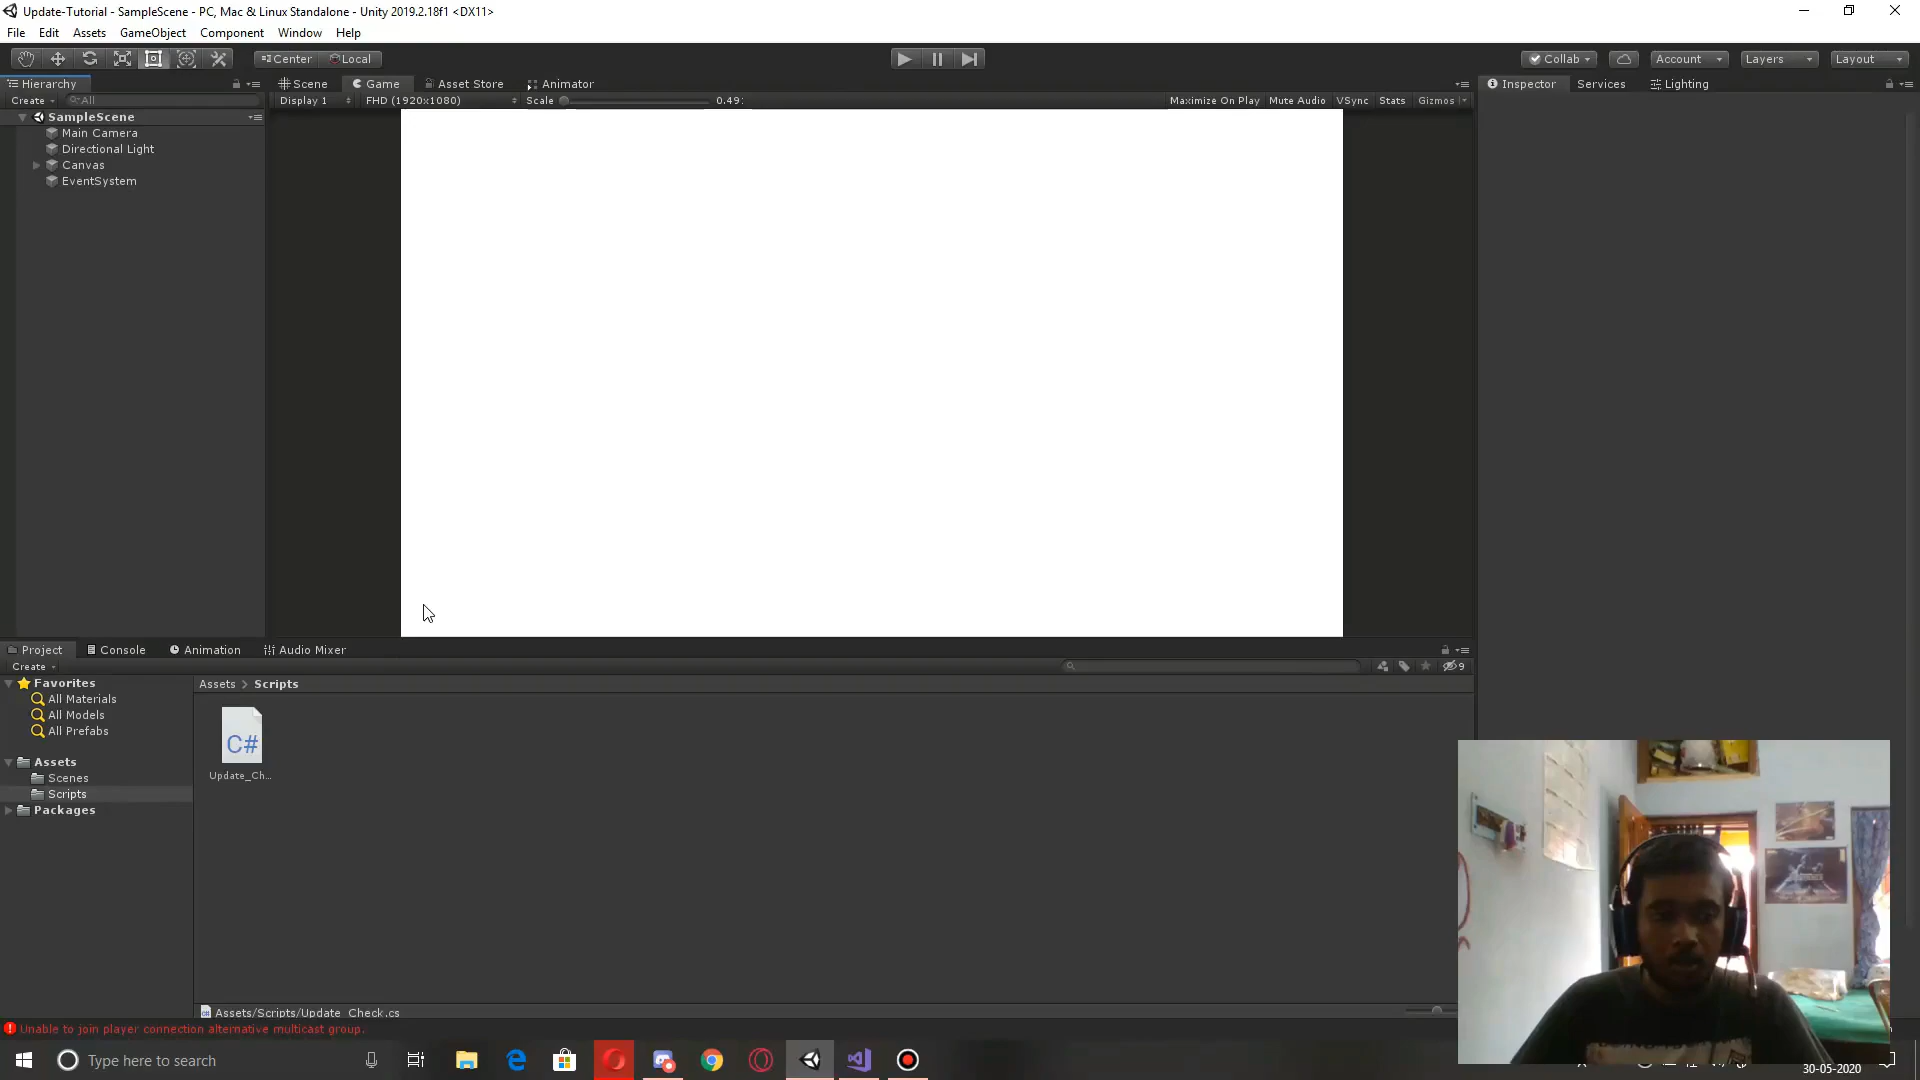 Update-Tutorial - SampleScene - PC, Mac & Linux Standalone - Unity 2019.2.18f1 <DX11>
File Edit Assets GameObject Component Window Help
Center Local
Collab Account Layers Layout
Hierarchy
Scene Game Asset Store Animator
Inspector Services Lighting
Create All
Display 1 FHD (1920x1080) Scale 0.49:
Maximize On Play Mute Audio VSync Stats Gizmos
SampleScene
Main Camera
Directional Light
Canvas
EventSystem
Project Console Animation Audio Mixer
Create
9
Favorites
All Materials
All Models
All Prefabs
Assets
Scenes
Scripts
Packages
Assets > Scripts
C#
Update_Ch...
Assets/Scripts/Update_Check.cs
Unable to join player connection alternative multicast group.
Type here to search
30-05-2020